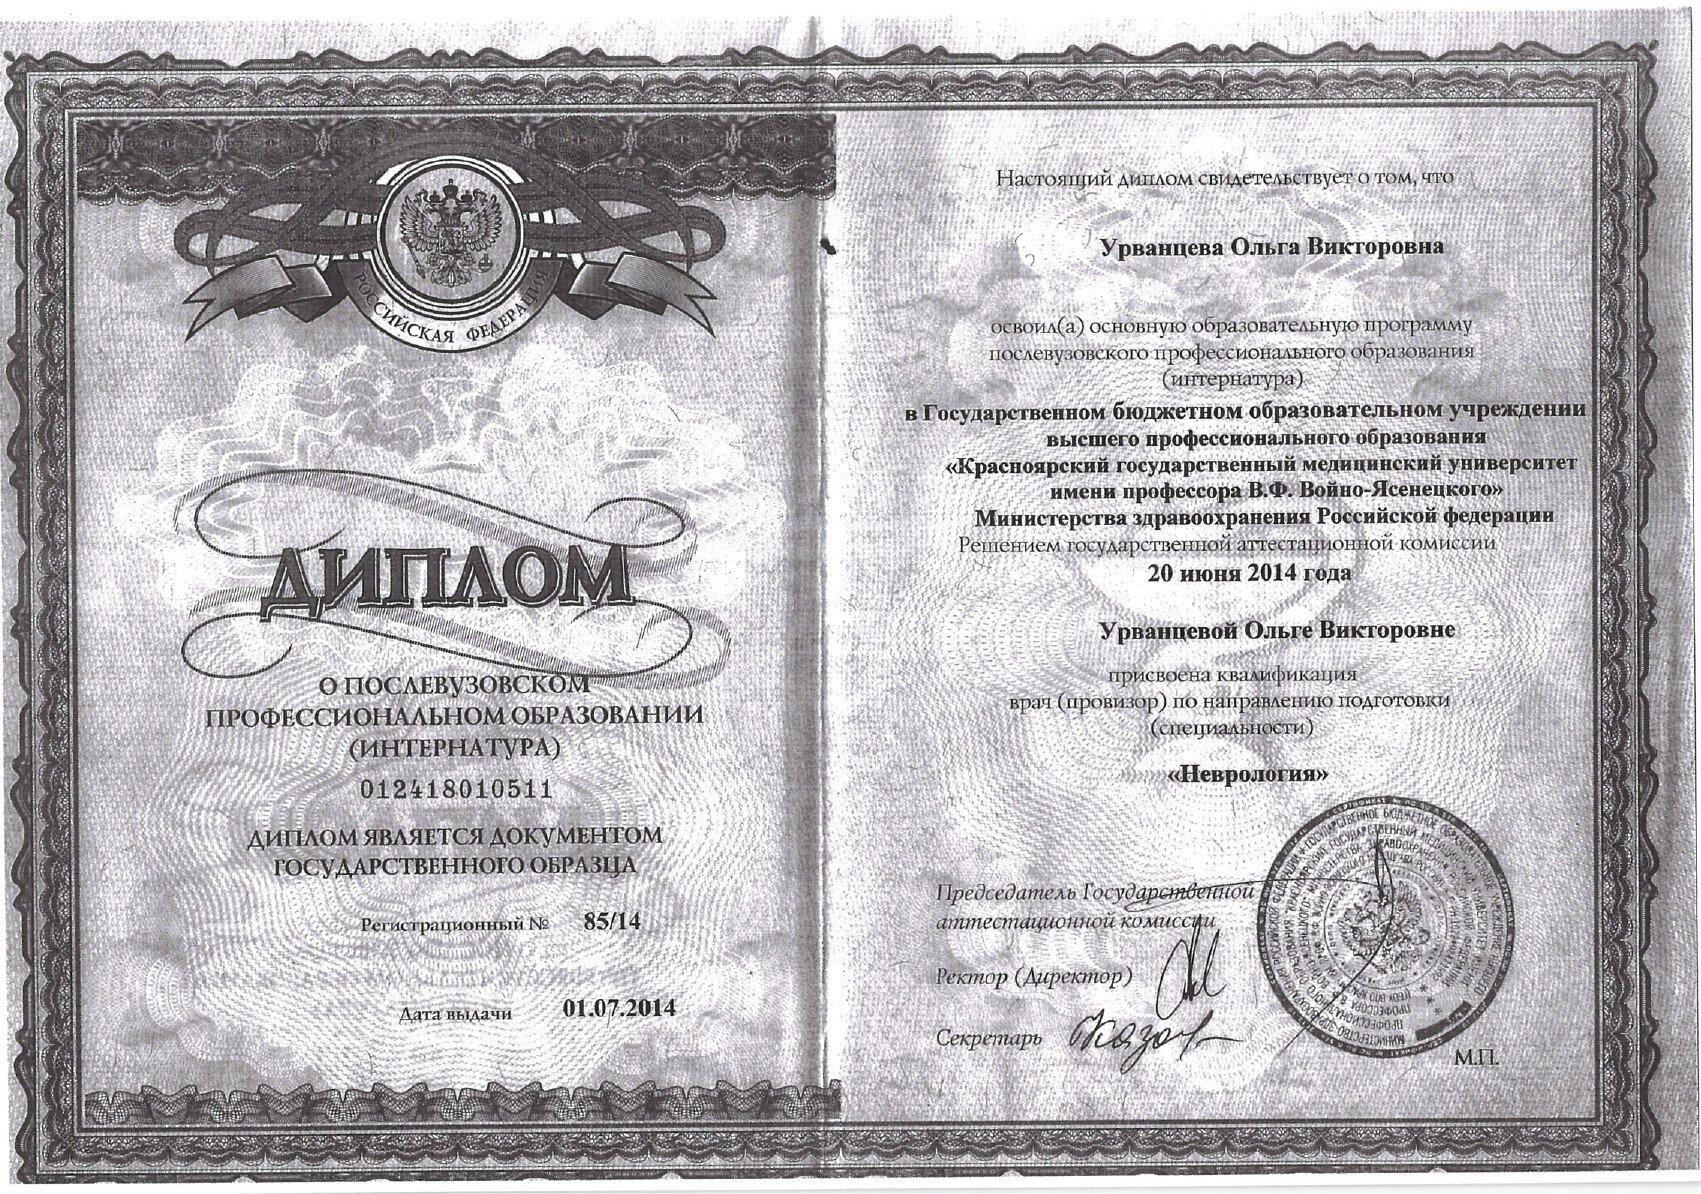 РОССИЙСКАЯ ФЕДЕРАЦИЯ
ДИПЛОМ
О ПОСЛЕВУЗОВСКОМ
ПРОФЕССИОНАЛЬНОМ ОБРАЗОВАНИИ
(ИНТЕРНАТУРА)
012418010511
ДИПЛОМ ЯВЛЯЕТСЯ ДОКУМЕНТОМ
ГОСУДАРСТВЕННОГО ОБРАЗЦА
Регистрационный № 85/14
Дата выдачи 01.07.2014
Настоящий диплом свидетельствует о том, что
Урванцева Ольга Викторовна
освоил(а) основную образовательную программу
послевузовского профессионального образования
(интернатура)
в Государственном бюджетном образовательном учреждении
высшего профессионального образования
«Красноярский государственный медицинский университет
имени профессора В.Ф. Войно-Ясенецкого»
Министерства здравоохранения Российской федерации
Решением государственной аттестационной комиссии
20 июня 2014 года
Урванцевой Ольге Викторовне
присвоена квалификация
врач (провизор) по направлению подготовки
(специальности)
«Неврология»
Председатель Государственной
аттестационной комиссии
Ректор (Директор)
Секретарь
М.П.